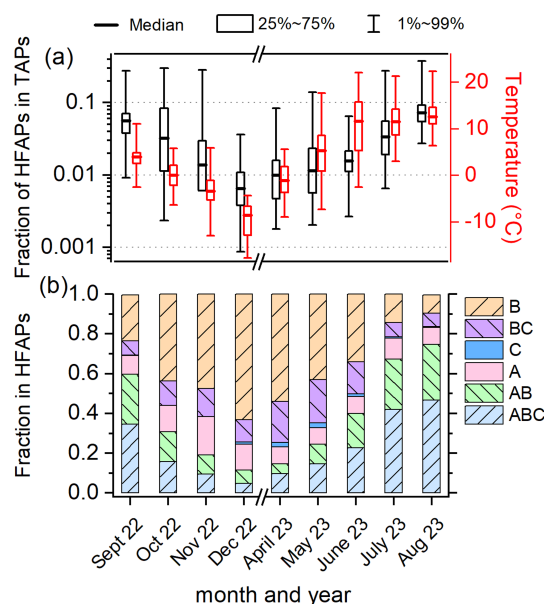 Median 25%~75% 1%~99%
(a)
Fraction of HFAPs in TAPs
0.1
0.01
0.001
20
10
0
-10
Temperature (°C)
(b)
Fraction in HFAPs
1.0
0.8
0.6
0.4
0.2
0.0
B
BC
C
A
AB
ABC
Sept 22
Oct 22
Nov 22
Dec 22
April 23
May 23
June 23
July 23
Aug 23
month and year